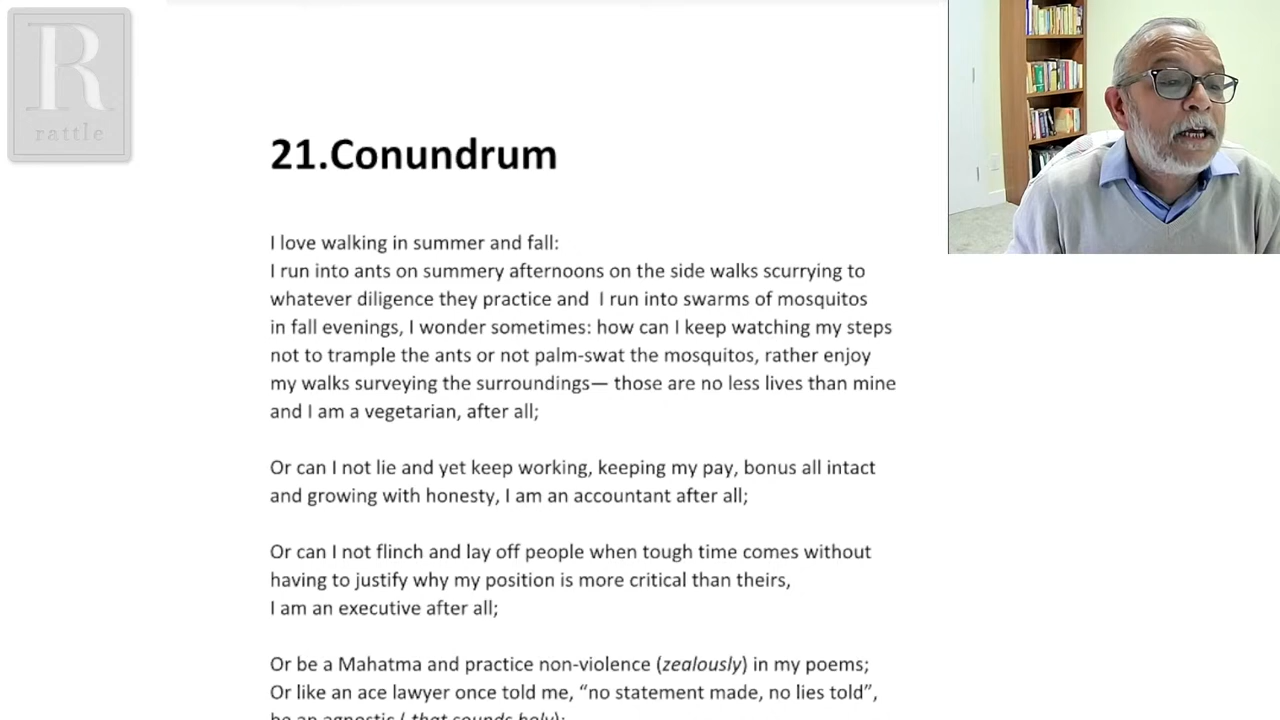 R
rattle
21.Conundrum
I love walking in summer and fall:
I run into ants on summery afternoons on the side walks scurrying to
whatever diligence they practice and  I run into swarms of mosquitos
in fall evenings, I wonder sometimes: how can I keep watching my steps
not to trample the ants or not palm-swat the mosquitos, rather enjoy
my walks surveying the surroundings— those are no less lives than mine
and I am a vegetarian, after all;
Or can I not lie and yet keep working, keeping my pay, bonus all intact
and growing with honesty, I am an accountant after all;
Or can I not flinch and lay off people when tough time comes without
having to justify why my position is more critical than theirs,
I am an executive after all;
Or be a Mahatma and practice non-violence (zealously) in my poems;
Or like an ace lawyer once told me, “no statement made, no lies told”,
be an agnostic ( that sounds holy);